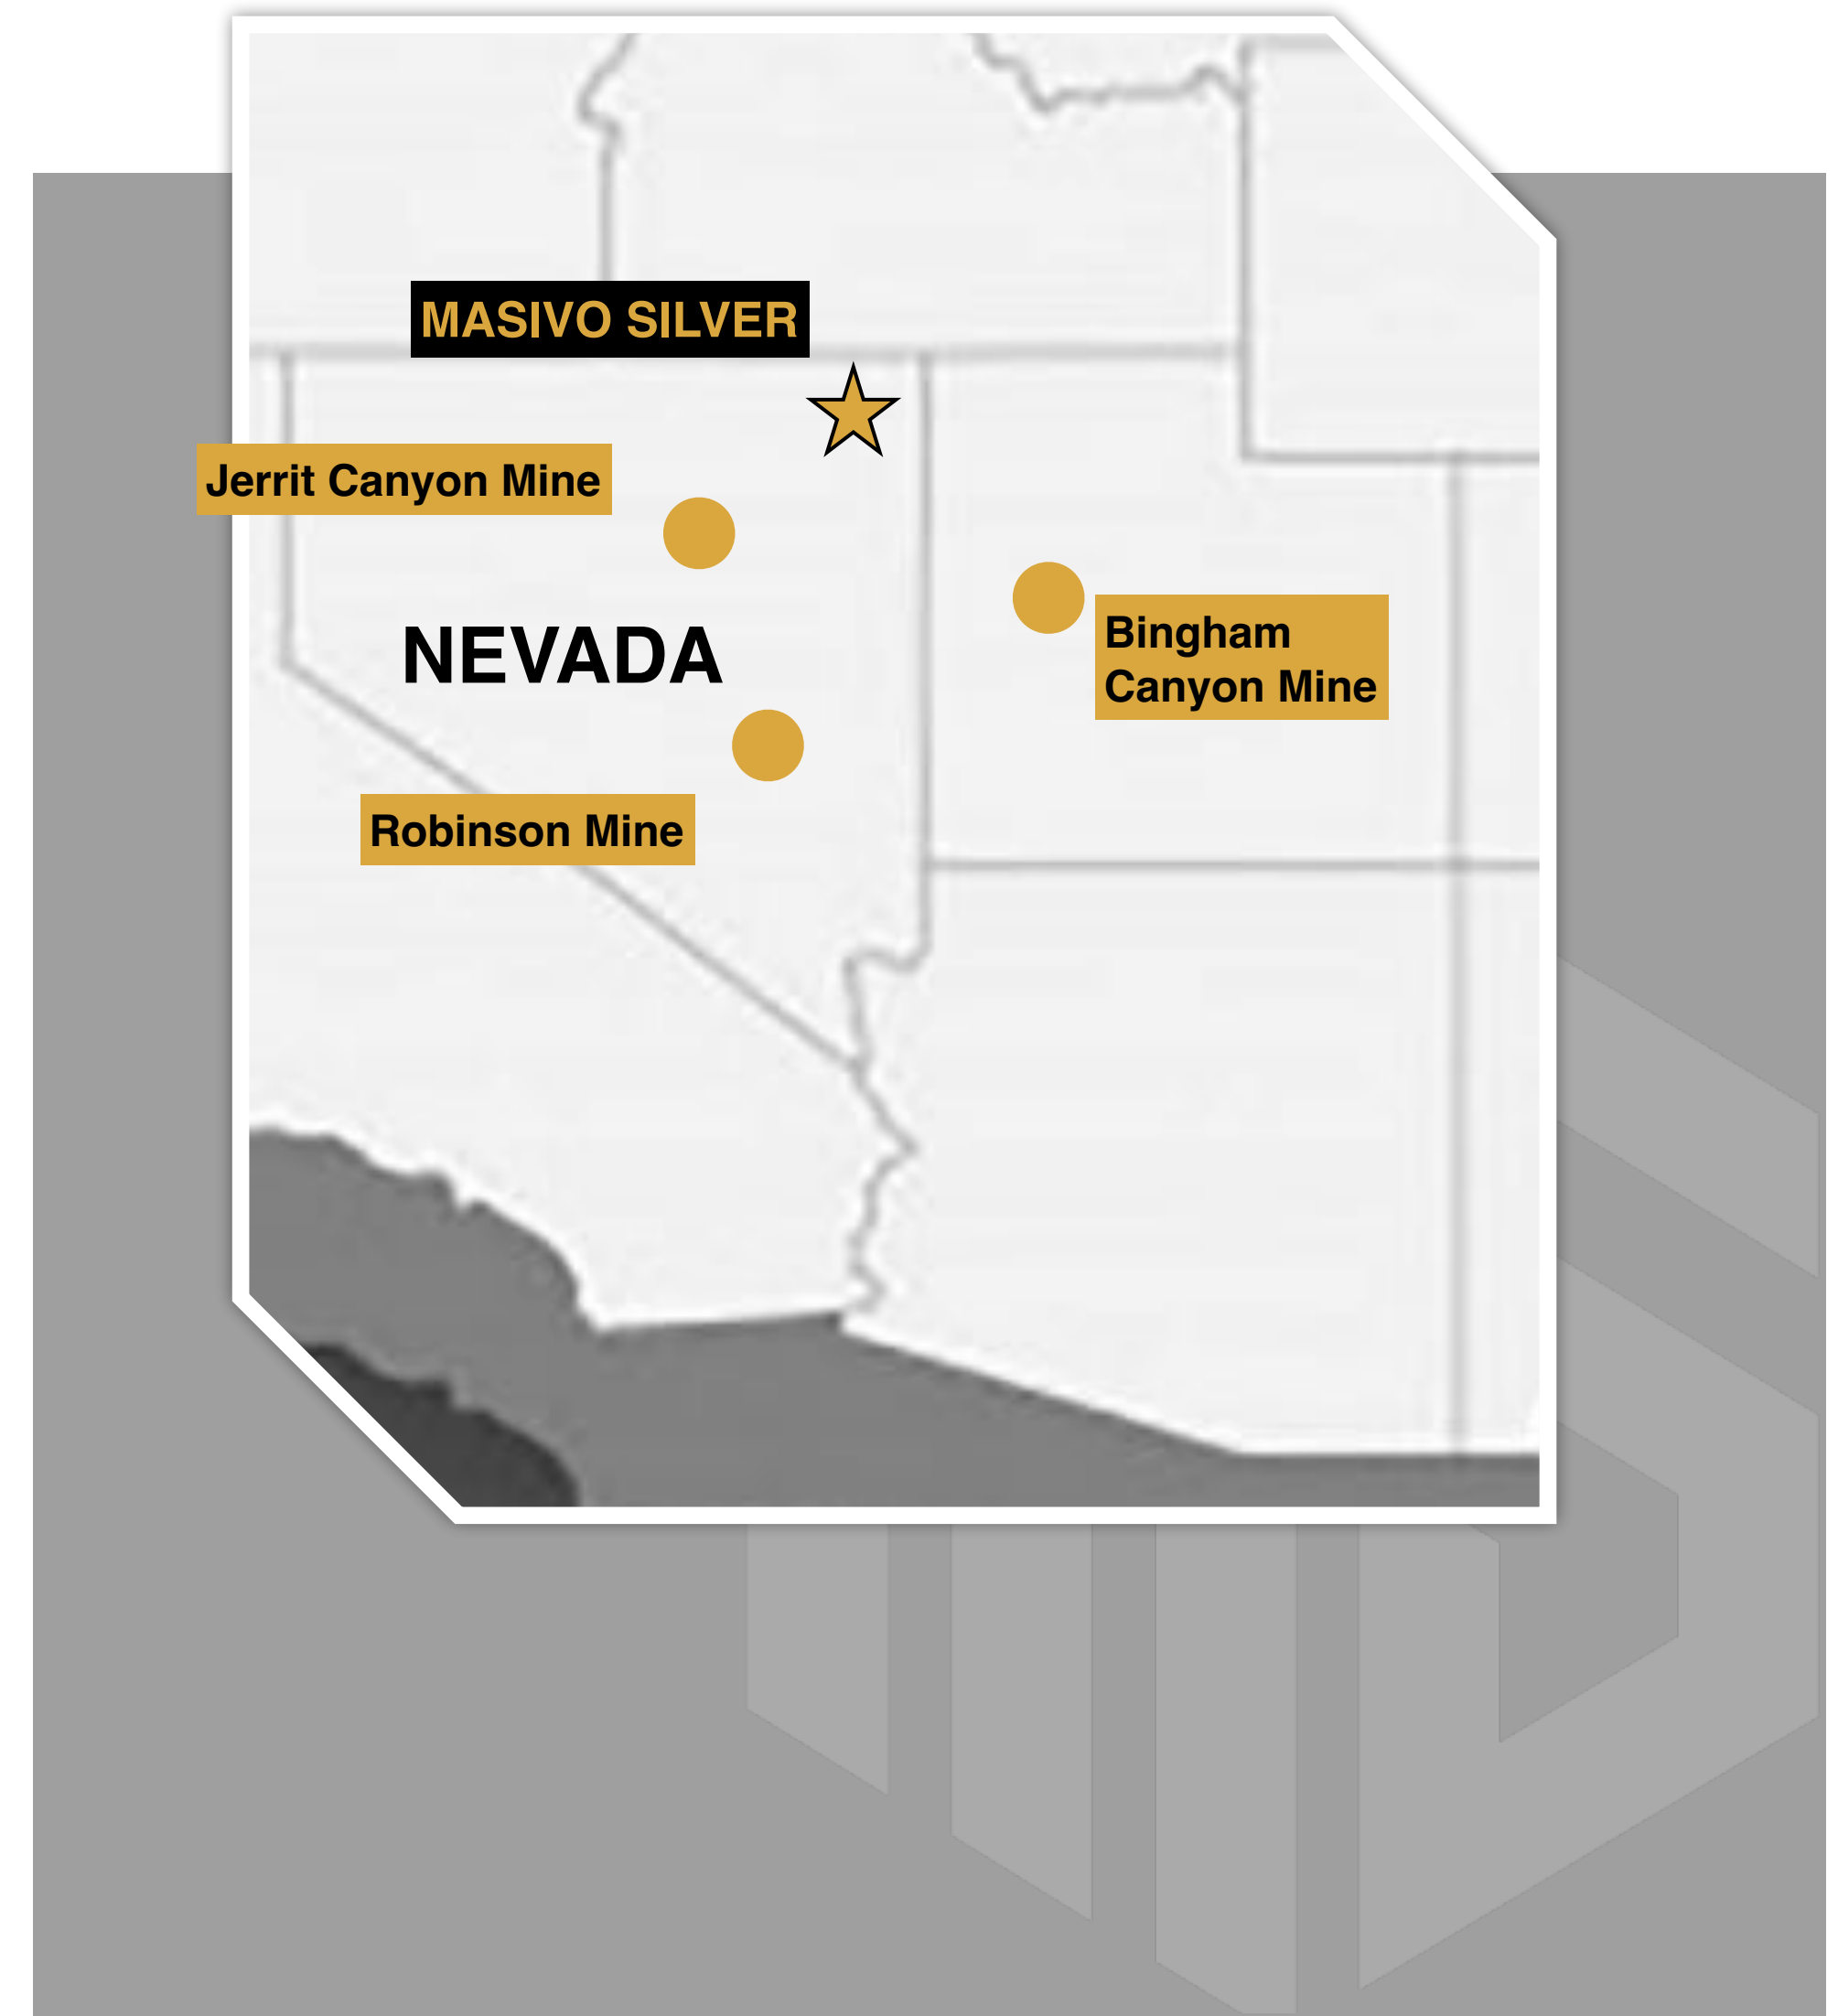 MASIVO SILVER
Jerrit Canyon Mine
Bingham
Canyon Mine
NEVADA
Robinson Mine